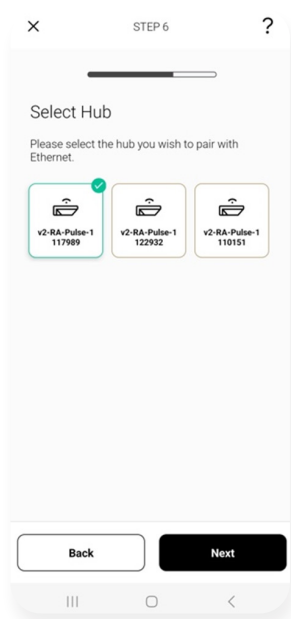 STEP 6
?
Select Hub
Please select the hub you wish to pair with
Ethernet.
v2-RA-Pulse-1
117989
v2-RA-Pulse-1
122932
v2-RA-Pulse-1
110151
Back
Next